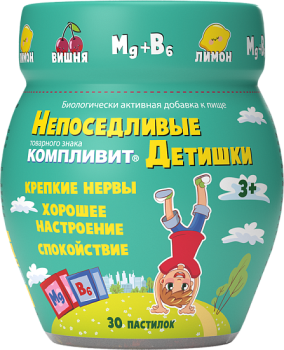 ЛИМОН ВИШНЯ Mg+B6 ЛИМОН Mg+B
Биологически активная добавка к пище
НЕПОСЕДЛИВЫЕ
товарного знака
КОМПЛИВИТ® ДЕТИШКИ
КРЕПКИЕ НЕРВЫ
3+
ХОРОШЕЕ
НАСТРОЕНИЕ
СПОКОЙСТВИЕ
Mg B6
30 ПАСТИЛОК